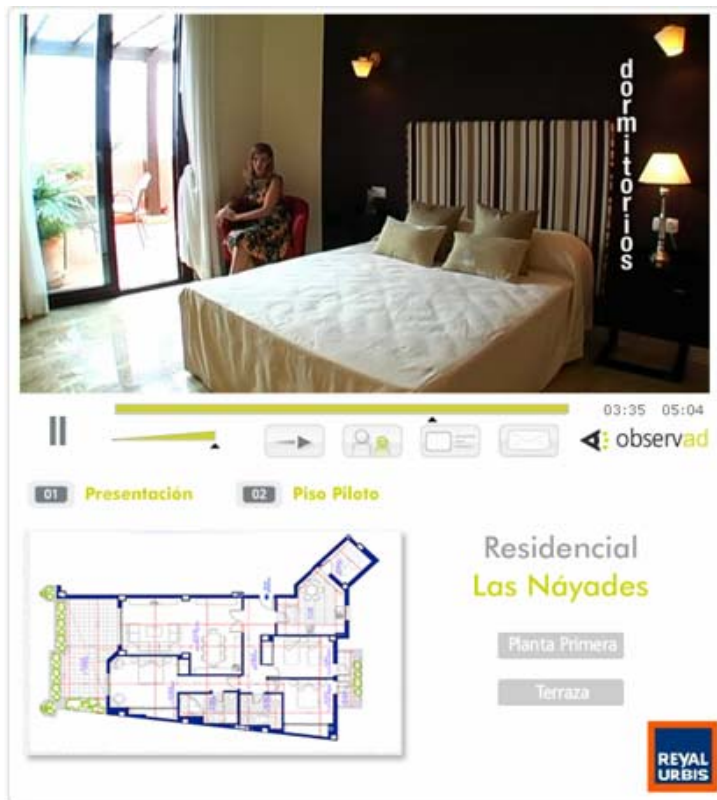 dormitorios
03:35 05:04
observad
01 Presentación 02 Piso Piloto
Residencial
Las Náyades
Planta Primera
Terraza
REYAL
URBIS